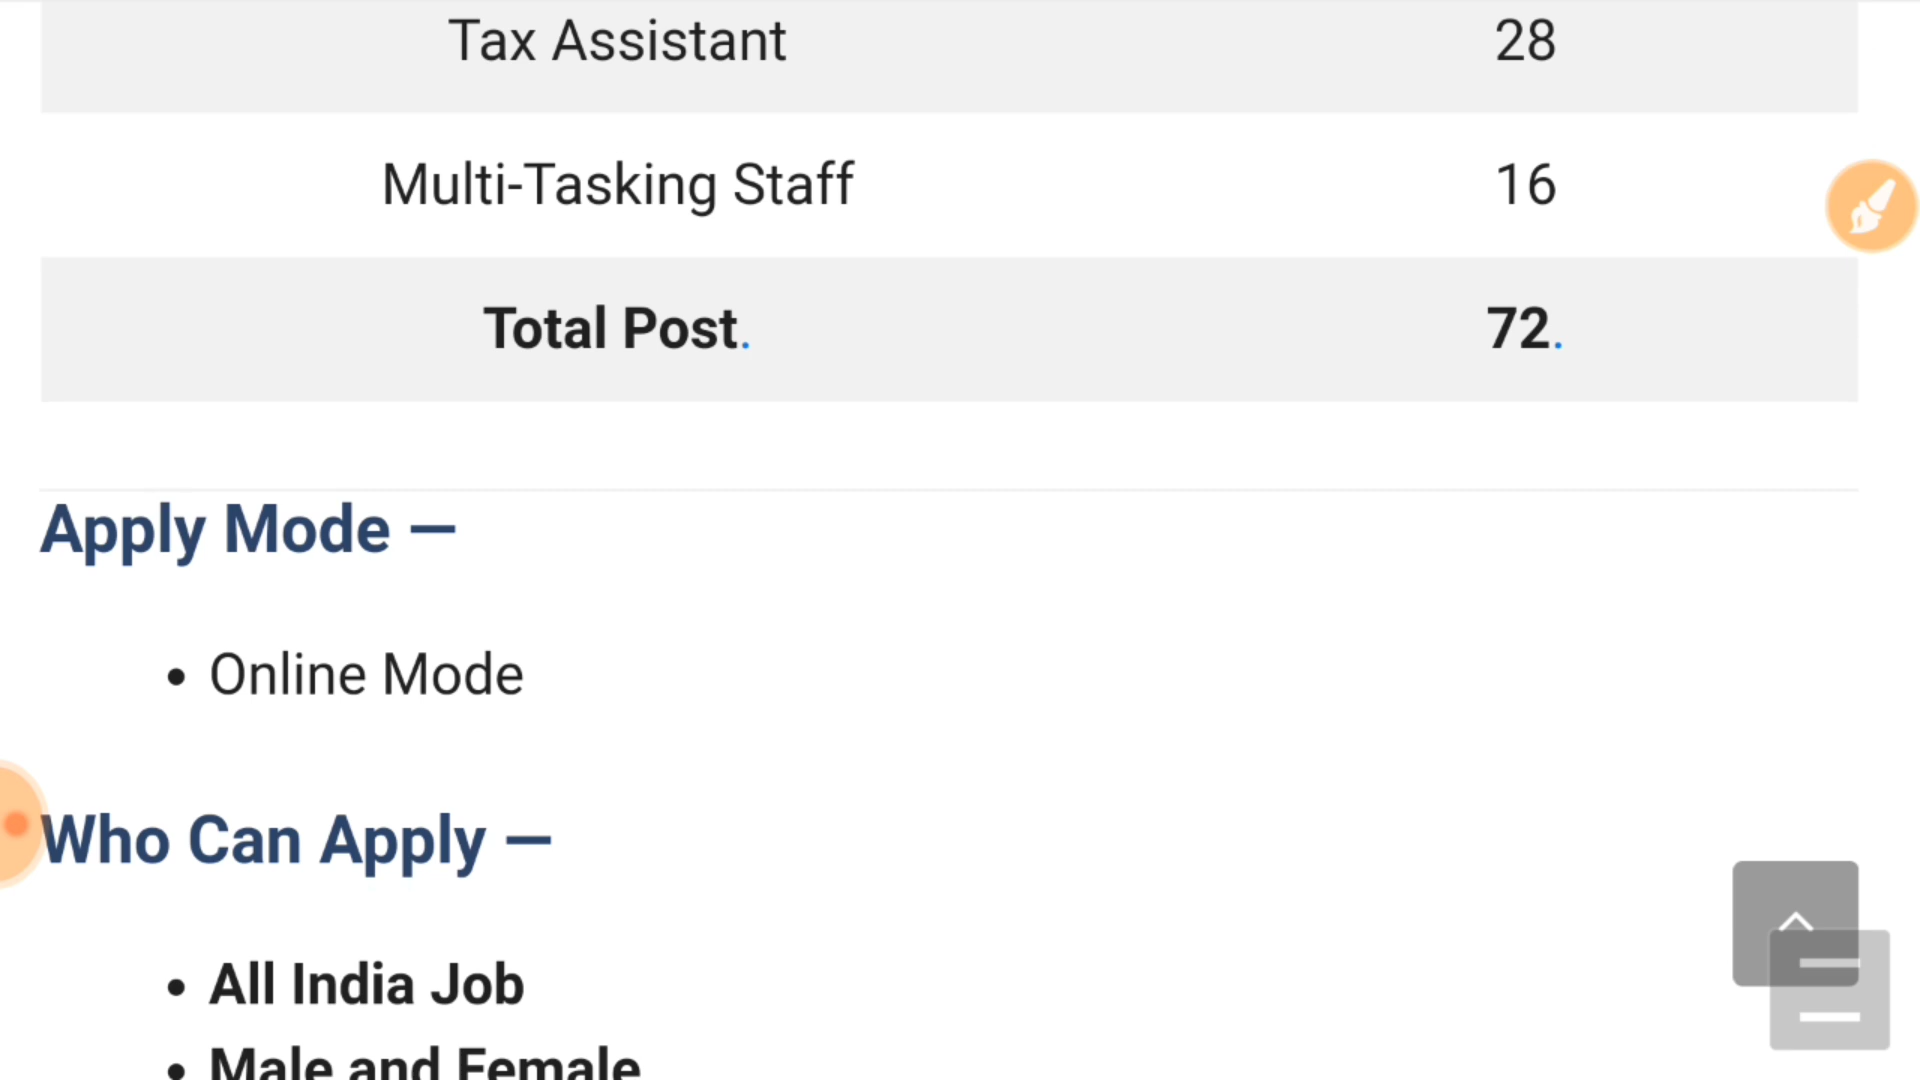 Tax Assistant 28
Multi-Tasking Staff 16
Total Post. 72.
Apply Mode —
• Online Mode
Who Can Apply —
• All India Job
• Male and Female